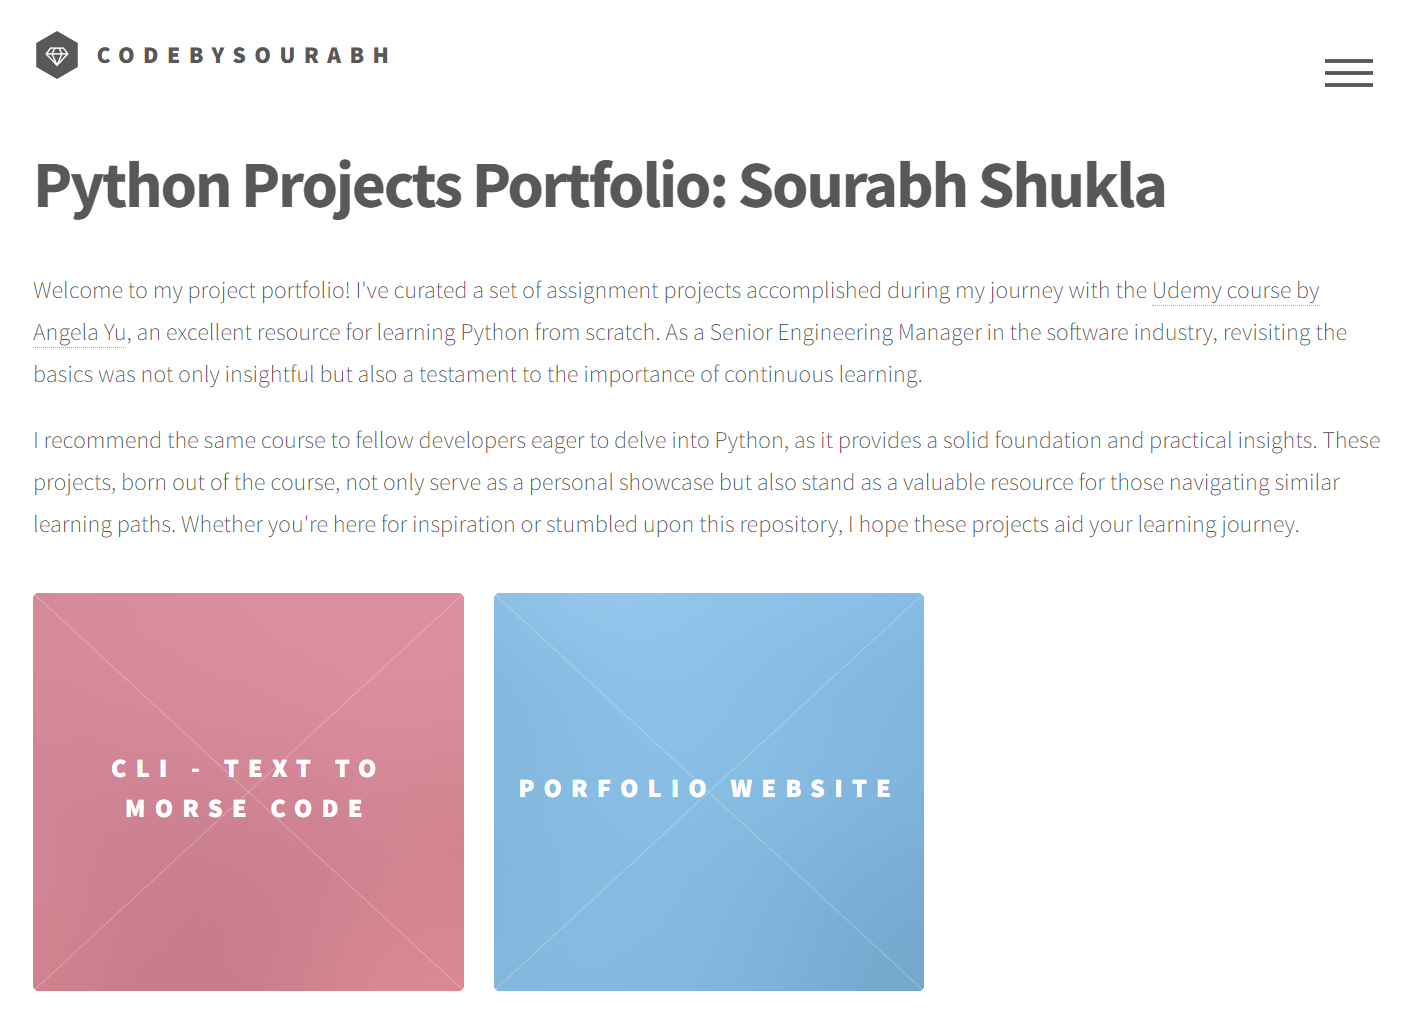 CODEBYSOURABH
Python Projects Portfolio: Sourabh Shukla
Welcome to my project portfolio! I've curated a set of assignment projects accomplished during my journey with the Udemy course by
Angela Yu, an excellent resource for learning Python from scratch. As a Senior Engineering Manager in the software industry, revisiting the
basics was not only insightful but also a testament to the importance of continuous learning.
I recommend the same course to fellow developers eager to delve into Python, as it provides a solid foundation and practical insights. These
projects, born out of the course, not only serve as a personal showcase but also stand as a valuable resource for those navigating similar
learning paths. Whether you're here for inspiration or stumbled upon this repository, I hope these projects aid your learning journey.
CLI - TEXT TO
MORSE CODE
PORFOLIO WEBSITE